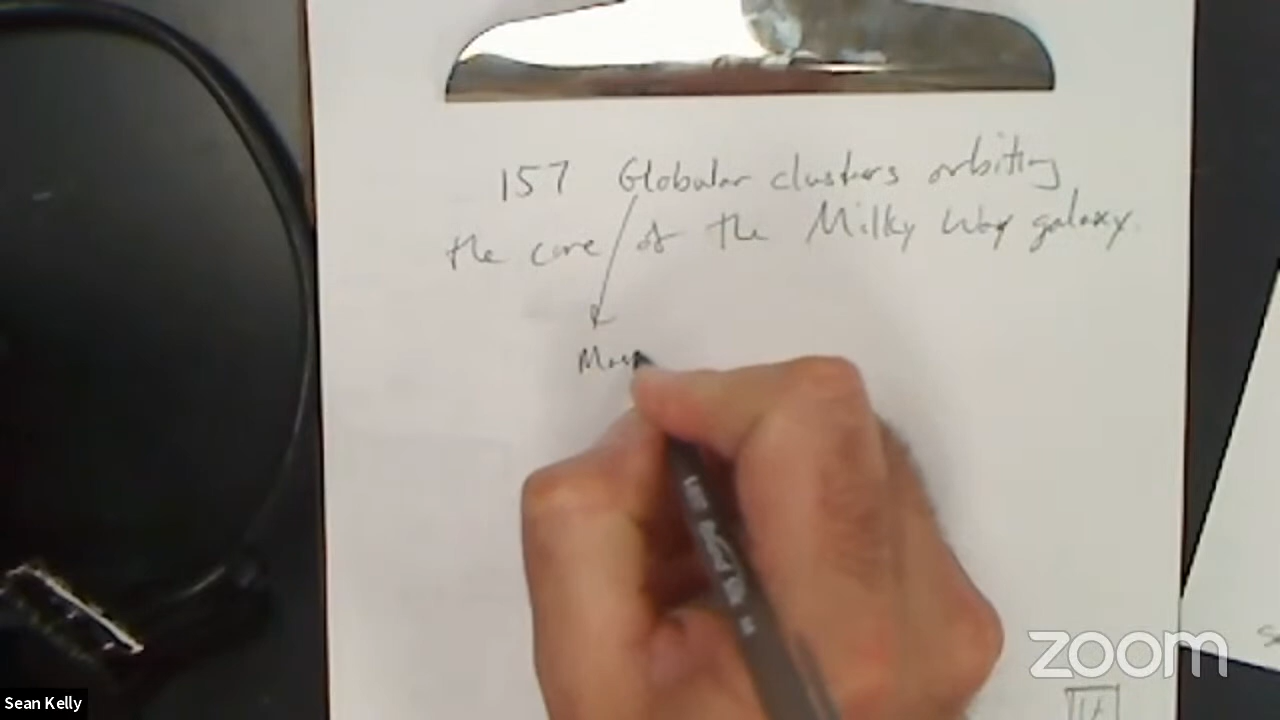 157 Globular clusters orbiting
the core of the Milky Way galaxy.
zoom
Sean Kelly